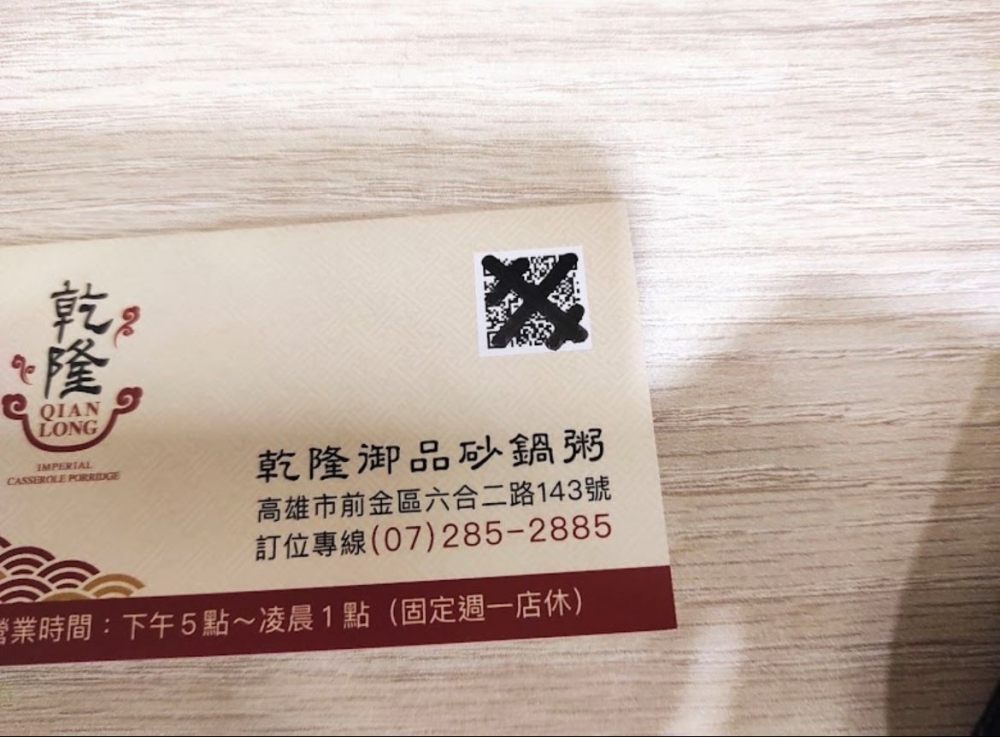 乾隆
QIAN
LONG
IMPERIAL
CASSEROLE PORRIDGE
乾隆御品砂鍋粥
高雄市前金區六合二路143號
訂位專線(07)285-2885
營業時間：下午5點～凌晨1點（固定週一店休）